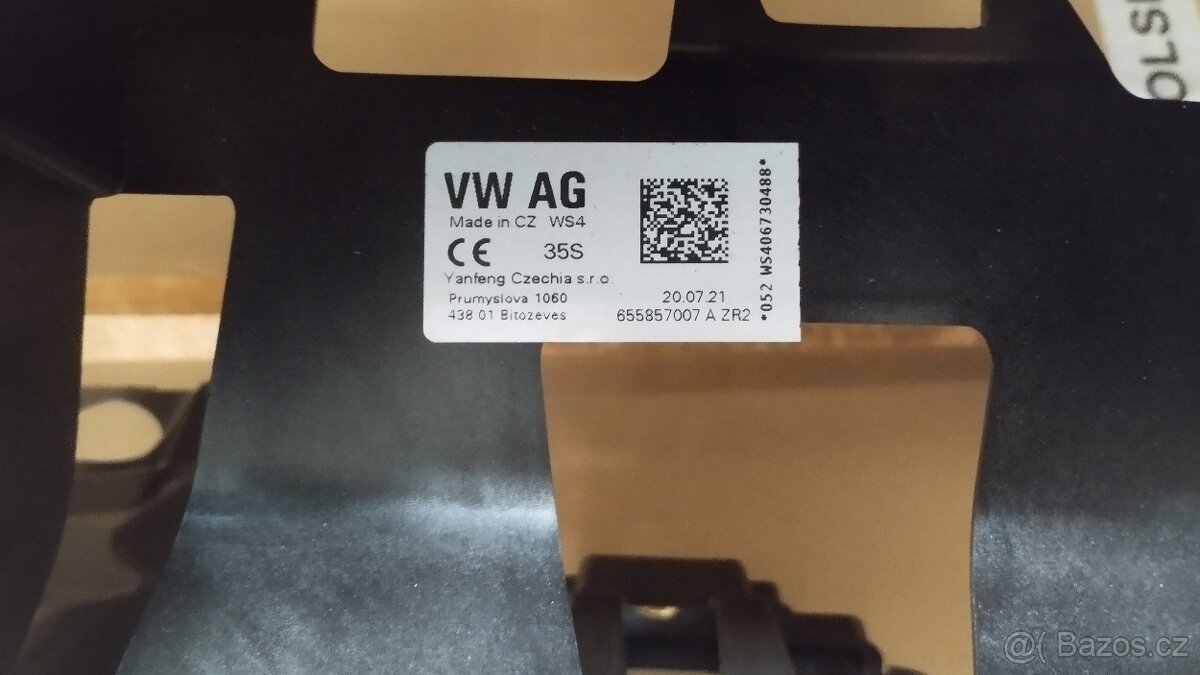 VW AG
Made in CZ WS4
CE 35S
Yanfeng Czechia s.r.o.
Prumyslova 1060
438 01 Bitozeves
20.07.21
655857007 A ZR2
*052 WS406730488*
Bazos.cz